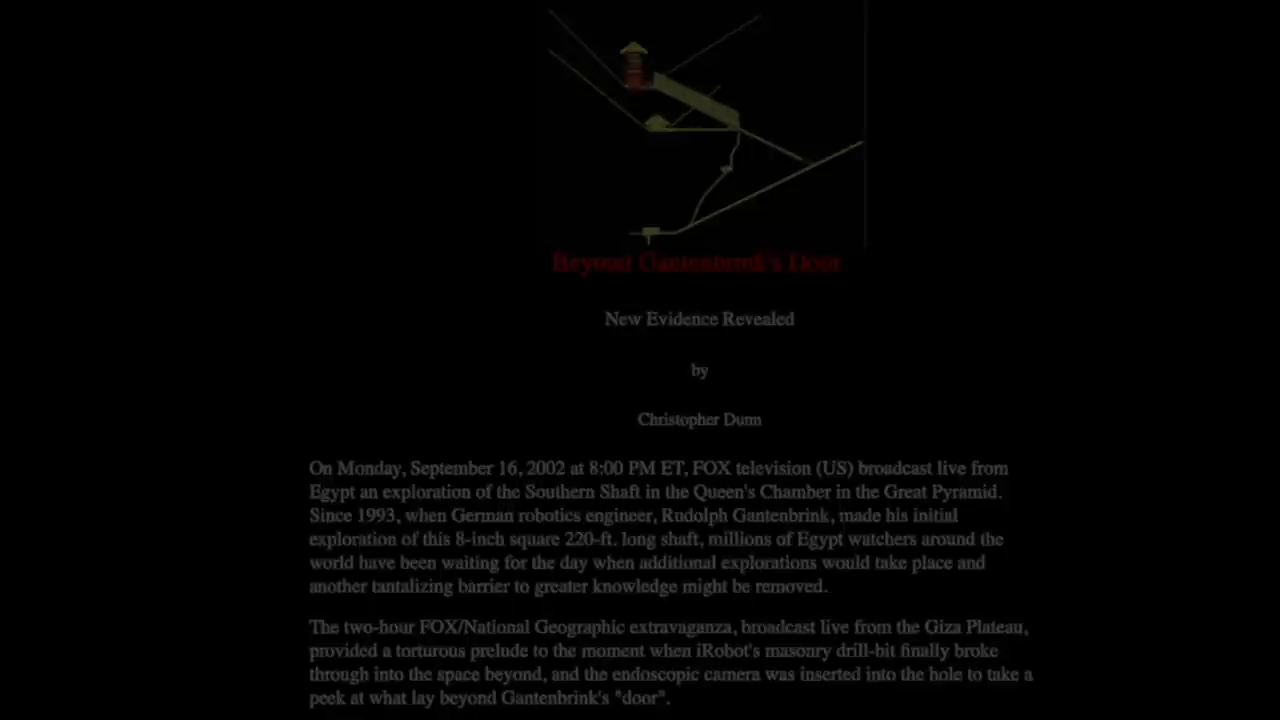 Beyond Gantenbrink's Door
New Evidence Revealed
by
Christopher Dunn
On Monday, September 16, 2002 at 8:00 PM ET, FOX television (US) broadcast live from
Egypt an exploration of the Southern Shaft in the Queen's Chamber in the Great Pyramid.
Since 1993, when German robotics engineer, Rudolph Gantenbrink, made his initial
exploration of this 8-inch square 220-ft. long shaft, millions of Egypt watchers around the
world have been waiting for the day when additional explorations would take place and
another tantalizing barrier to greater knowledge might be removed.
The two-hour FOX/National Geographic extravaganza, broadcast live from the Giza Plateau,
provided a torturous prelude to the moment when iRobot's masonry drill-bit finally broke
through into the space beyond, and the endoscopic camera was inserted into the hole to take a
peek at what lay beyond Gantenbrink's "door".